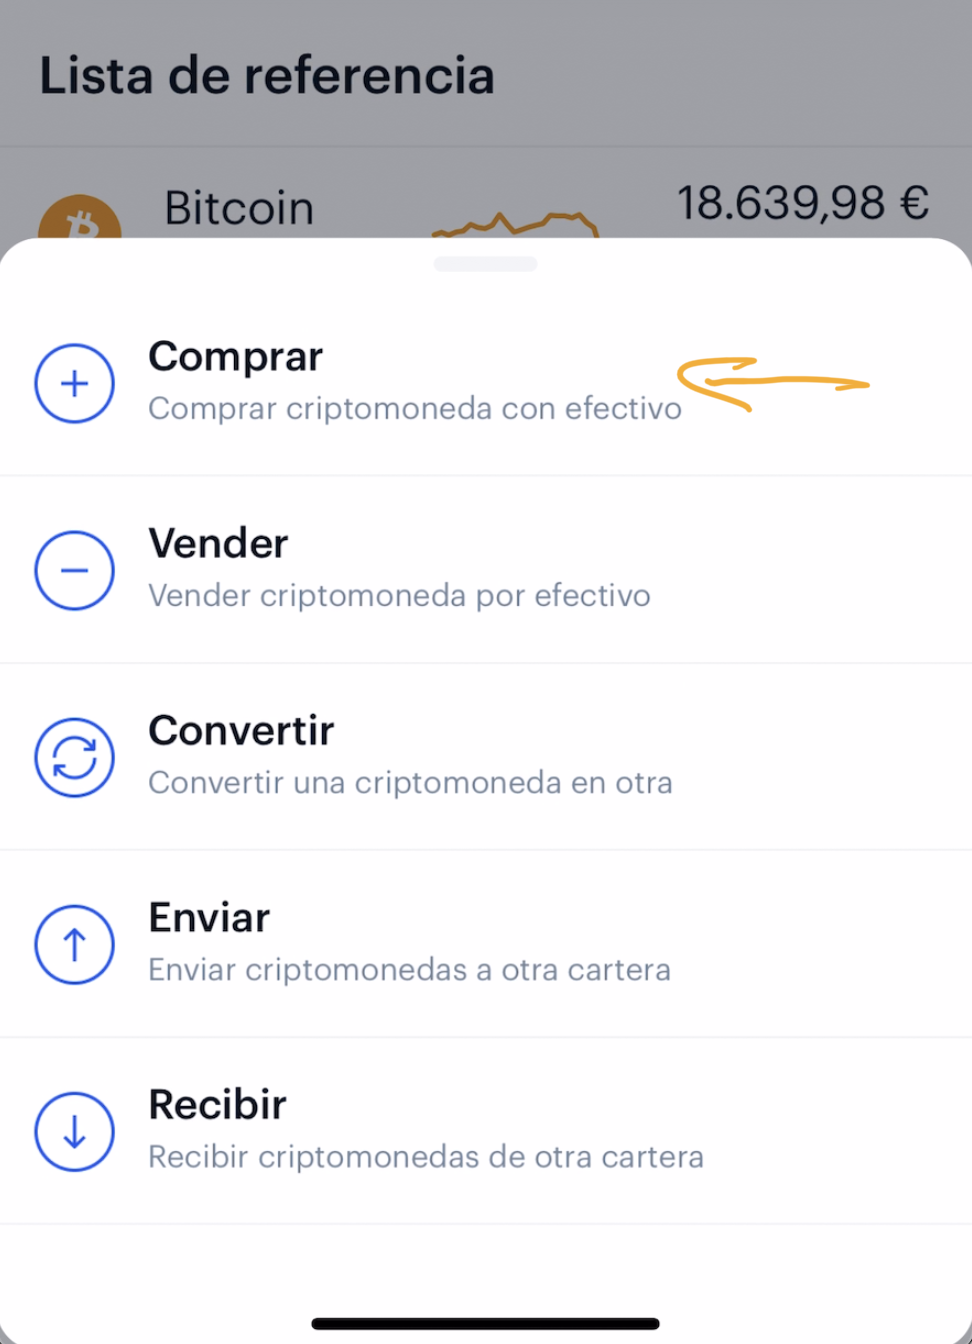 Lista de referencia
Bitcoin
18.639,98 €
Comprar
Comprar criptomoneda con efectivo
Vender
Vender criptomoneda por efectivo
Convertir
Convertir una criptomoneda en otra
Enviar
Enviar criptomonedas a otra cartera
Recibir
Recibir criptomonedas de otra cartera